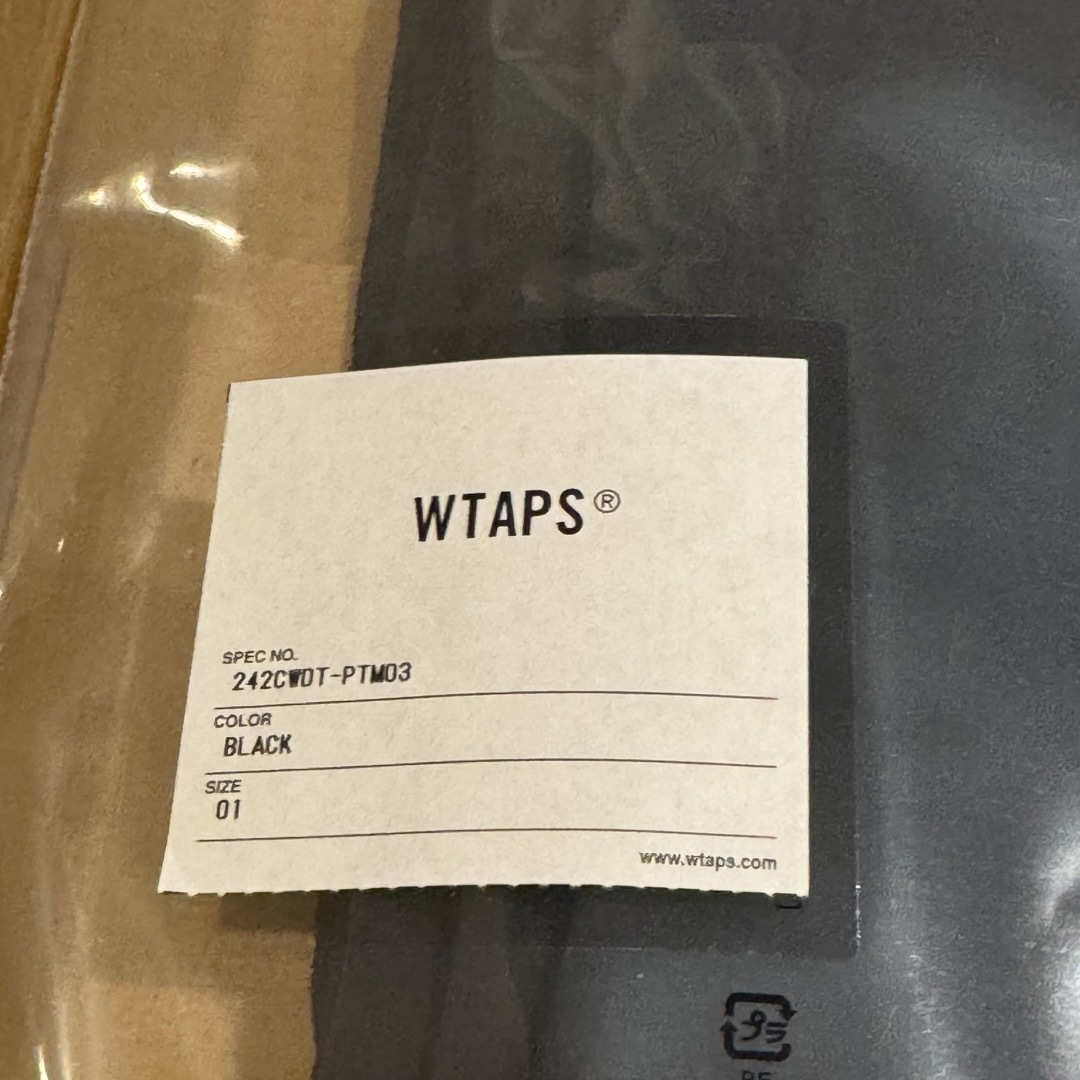 WTAPS®
SPEC NO.
242CWDT-PTM03
COLOR
BLACK
SIZE
01
www.wtaps.com
プラ